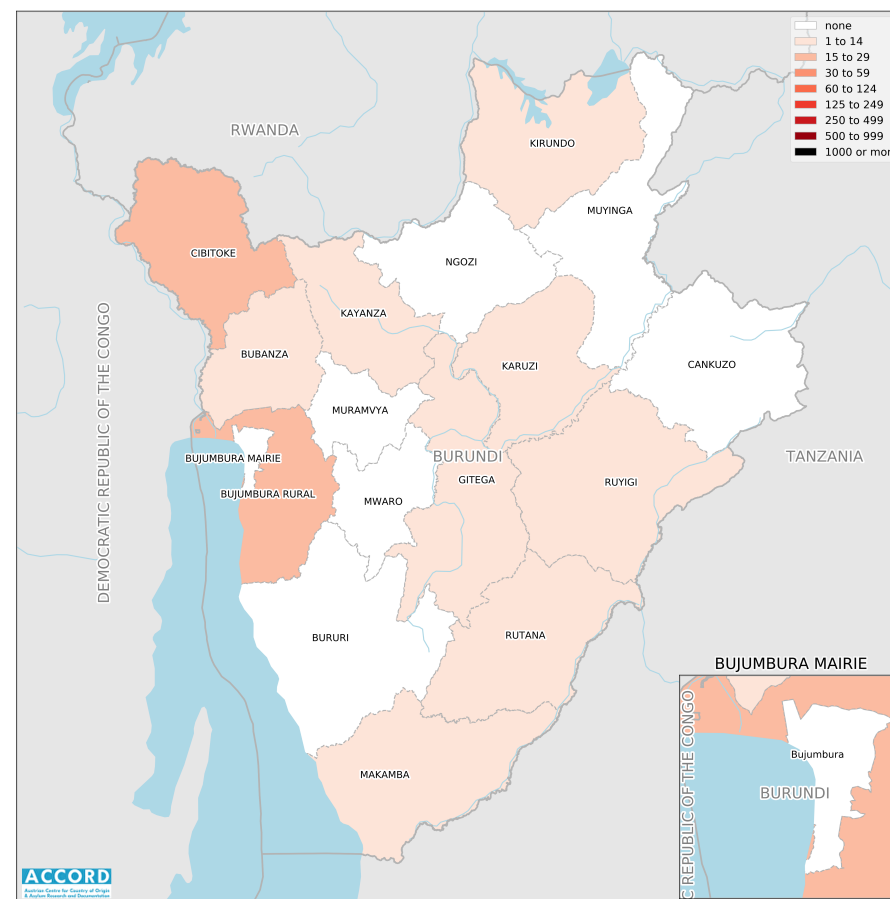 none
1 to 14
15 to 29
30 to 59
60 to 124
125 to 249
250 to 499
500 to 999
1000 or mor
RWANDA
KIRUNDO
MUYINGA
CIBITOKE
NGOZI
KAYANZA
BUBANZA
KARUZI
CANKUZO
MURAMVYA
DEMOCRATIC REPUBLIC OF THE CONGO
BURUNDI
TANZANIA
BUJUMBURA MAIRIE
GITEGA
RUYIGI
BUJUMBURA RURAL
MWARO
BURURI
RUTANA
MAKAMBA
BUJUMBURA MAIRIE
C REPUBLIC OF THE CONGO
Bujumbura
BURUNDI
ACCORD
Austrian Centre for Country of Origin
& Asylum Research and Documentation